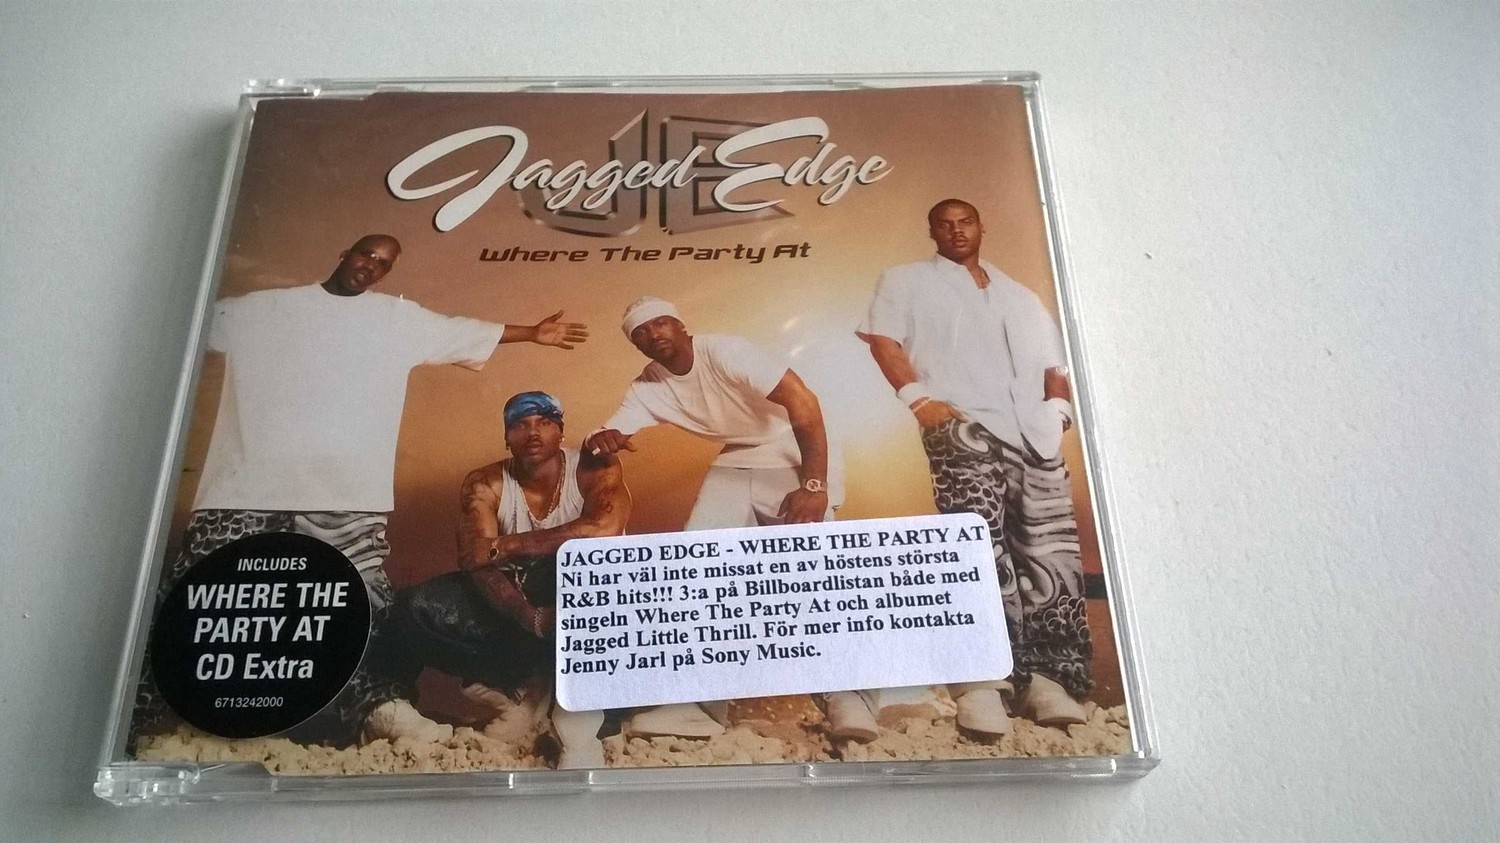 JE
Jagged Edge
Where The Party At
INCLUDES
WHERE THE
PARTY AT
CD Extra
6713242000
JAGGED EDGE - WHERE THE PARTY AT
Ni har väl inte missat en av höstens största
R&B hits!!! 3:a på Billboardlistan både med
singeln Where The Party At och albumet
Jagged Little Thrill. För mer info kontakta
Jenny Jarl på Sony Music.